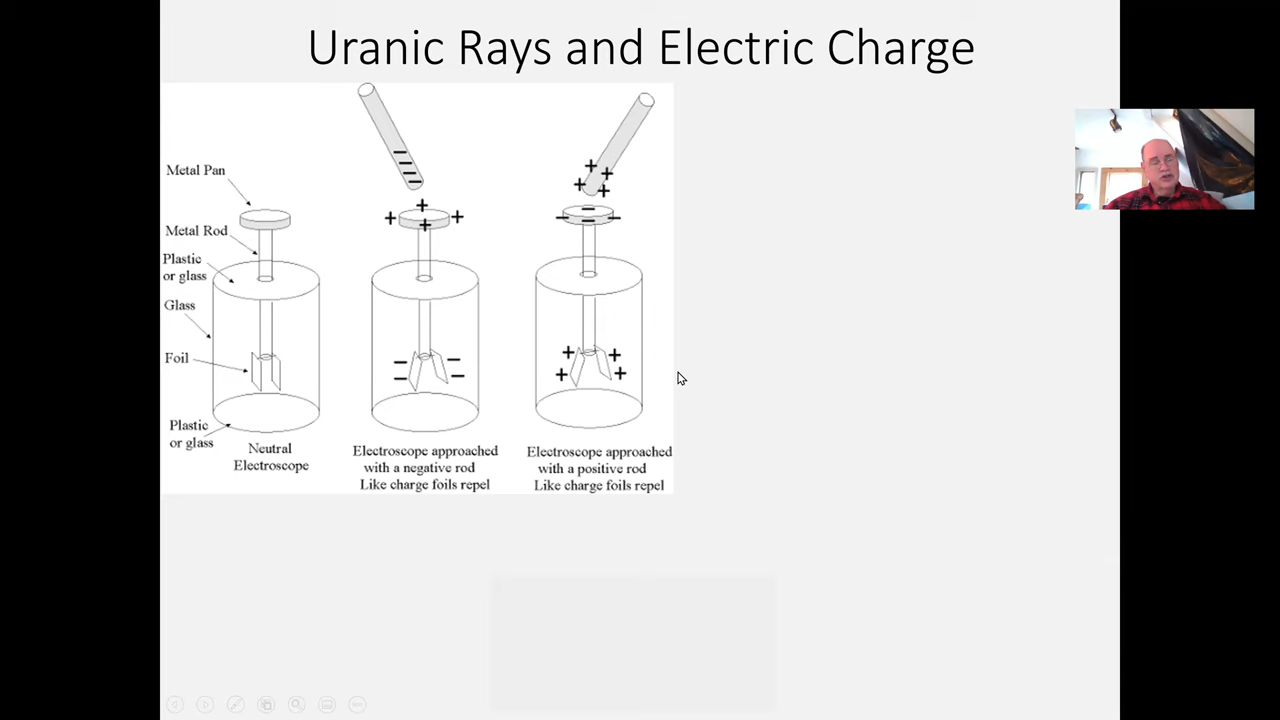 Uranic Rays and Electric Charge
Metal Pan
Metal Rod
Plastic
or glass
Glass
Foil
Plastic
or glass
Neutral
Electroscope
Electroscope approached
with a negative rod
Like charge foils repel
Electroscope approached
with a positive rod
Like charge foils repel